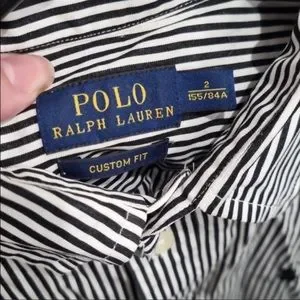 POLO
RALPH LAUREN
2
155/84A
CUSTOM FIT